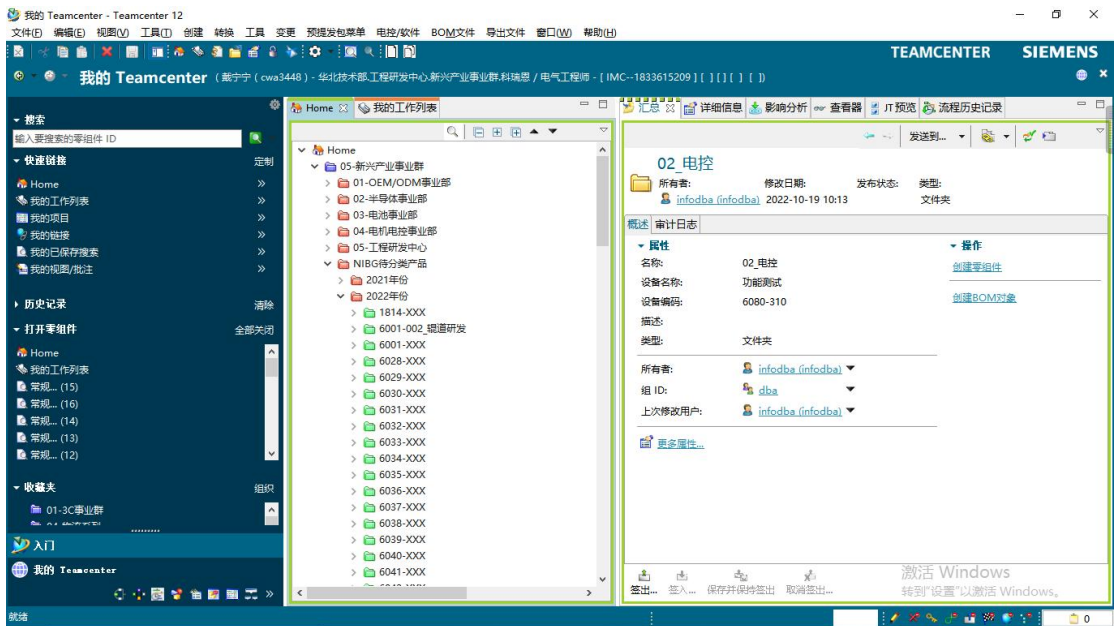 我的 Teamcenter - Teamcenter 12
文件(F) 编辑(E) 视图(V) 工具(T) 创建 转换 工具 变更 预提发包菜单 电控/软件 BOM文件 导出文件 窗口(W) 帮助(H)
TEAMCENTER SIEMENS
我的 Teamcenter ( 戴宁宁 ( cwa3448 ) - 华北技术部.工程研发中心.新兴产业事业群.科瑞恩 / 电气工程师 - [ IMC--1833615209 ] [ ] [ ] [ ] [ ])
搜索
输入要搜索的零组件 ID
快速链接 定制
Home
我的工作列表
我的项目
我的链接
我的已保存搜索
我的视图/批注
历史记录 清除
打开零组件 全部关闭
Home
我的工作列表
常规... (15)
常规... (16)
常规... (14)
常规... (13)
常规... (12)
收藏夹 组织
01-3C事业群
入门
我的 Teamcenter
就绪
Home 我的工作列表
Home
05-新兴产业事业群
01-OEM/ODM事业部
02-半导体事业部
03-电池事业部
04-电机电控事业部
05-工程研发中心
NIBG待分类产品
2021年份
2022年份
1814-XXX
6001-002_辊道研发
6001-XXX
6028-XXX
6029-XXX
6030-XXX
6031-XXX
6032-XXX
6033-XXX
6034-XXX
6035-XXX
6036-XXX
6037-XXX
6038-XXX
6039-XXX
6040-XXX
6041-XXX
汇总 详细信息 影响分析 查看器 JT 预览 流程历史记录
发送到...
02_电控
所有者: 修改日期: 发布状态: 类型:
infodba (infodba) 2022-10-19 10:13 文件夹
概述 审计日志
属性 操作
名称: 02_电控
创建零组件
设备名称: 功能测试
设备编码: 6080-310
创建BOM对象
描述:
类型: 文件夹
所有者: infodba (infodba)
组 ID: dba
上次修改用户: infodba (infodba)
更多属性...
签出... 签入... 保存并保持签出 取消签出...
激活 Windows
转到"设置"以激活 Windows。
0